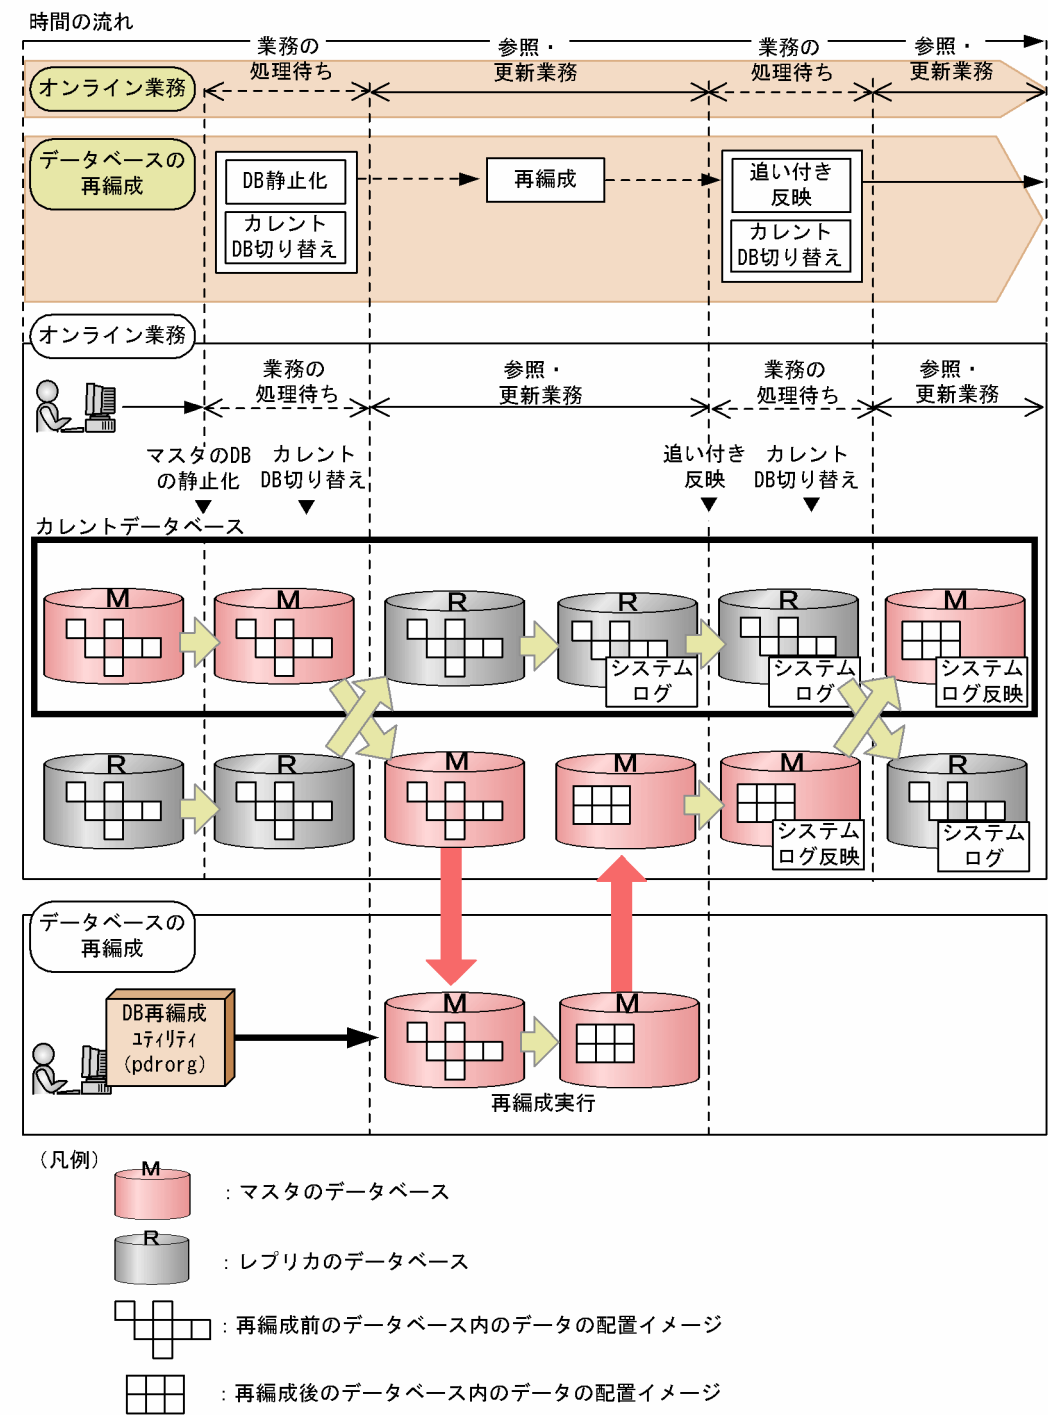 時間の流れ
業務の
処理待ち
参照・
更新業務
業務の
処理待ち
参照・
更新業務
オンライン業務
データベースの
再編成
DB静止化
カレント
DB切り替え
再編成
追い付き
反映
カレント
DB切り替え
オンライン業務
業務の
処理待ち
参照・
更新業務
業務の
処理待ち
参照・
更新業務
マスタのDB
の静止化
カレント
DB切り替え
追い付き
反映
カレント
DB切り替え
カレントデータベース
M
M
R
R
システム
ログ
R
システム
ログ
M
システム
ログ反映
R
R
M
M
M
システム
ログ反映
R
システム
ログ
データベースの
再編成
DB再編成
ユティリティ
(pdrorg)
M
M
再編成実行
(凡例)
M
:マスタのデータベース
R
:レプリカのデータベース
:再編成前のデータベース内のデータの配置イメージ
:再編成後のデータベース内のデータの配置イメージ